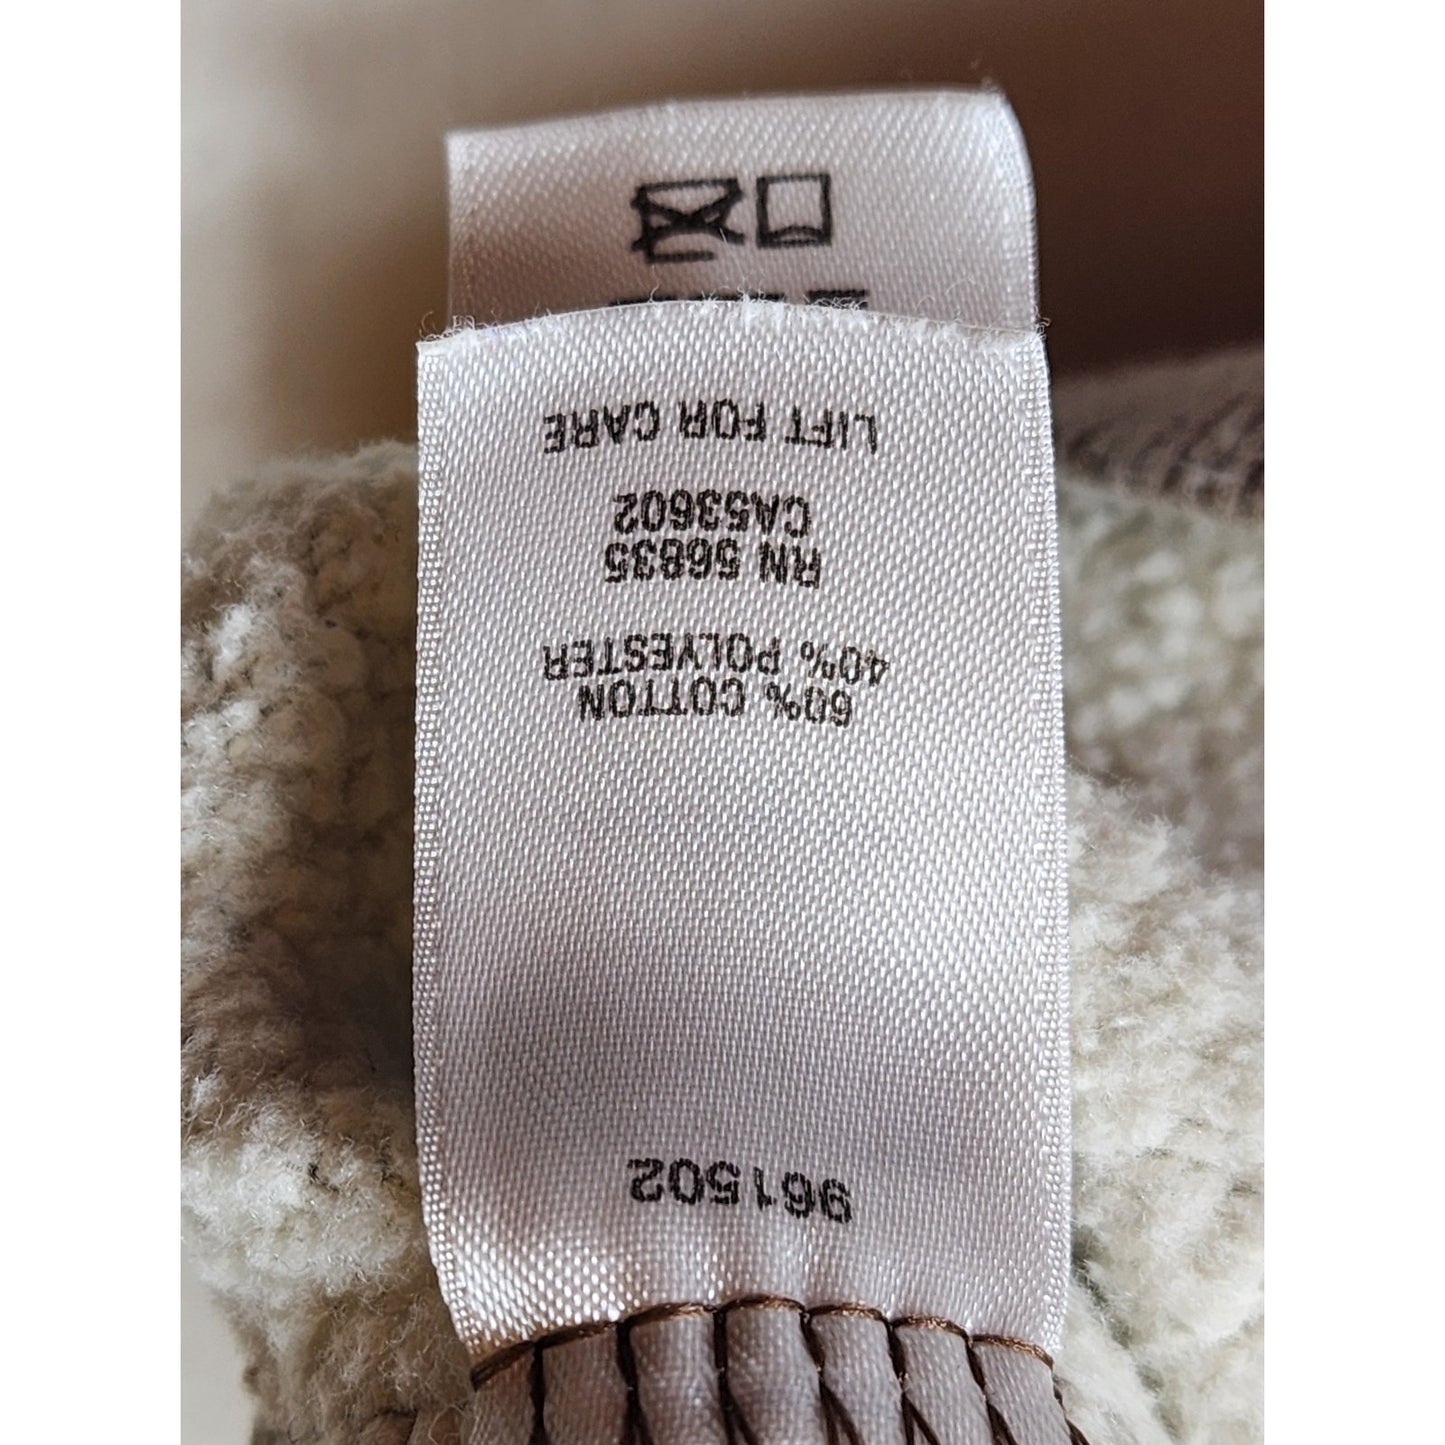 961502
60% COTTON
40% POLYESTER
RN 56835
CA53602
LIFT FOR CARE